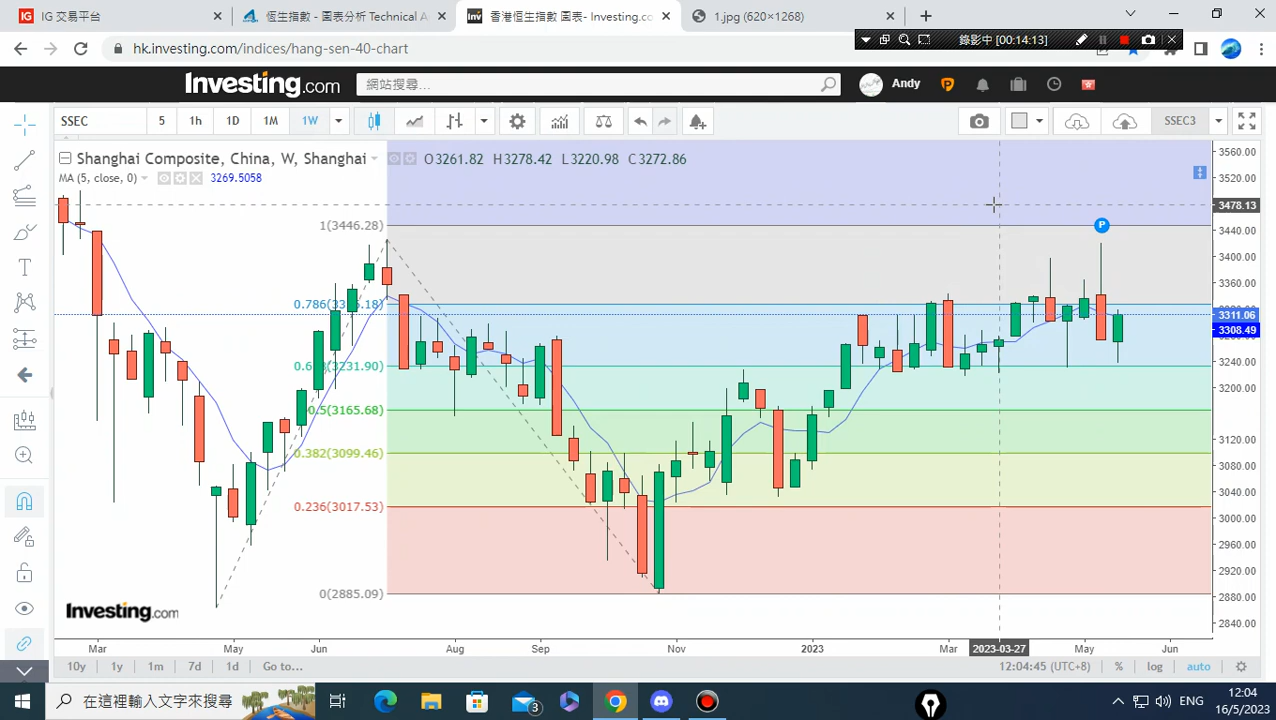 IG 交易平台
恆生指數 - 圖表分析 Technical A
香港恒生指數 圖表- Investing.co
1.jpg (620×1268)
hk.investing.com/indices/hang-sen-40-chart
錄影中 [00:14:13]
Investing.com
網站搜尋...
Andy
SSEC 5 1h 1D 1M 1W
SSEC3
Shanghai Composite, China, W, Shanghai
O3261.82 H3278.42 L3220.98 C3272.86
MA (5, close, 0)
3269.5058
1(3446.28)
0.5(3165.68)
0.382(3099.46)
0.236(3017.53)
0(2885.09)
P
3560.00
3520.00
3478.13
3440.00
3400.00
3360.00
3311.06
3308.49
3240.00
3200.00
3120.00
3080.00
3040.00
3000.00
2960.00
2920.00
2880.00
2840.00
Investing.com
Mar May Jun Aug Sep Nov 2023 Mar 2023-03-27 May Jun
10y 1y 1m 7d 1d Go to...
12:04:45 (UTC+8) % log auto
在這裡輸入文字來搜尋
3
ENG
12:04
16/5/2023